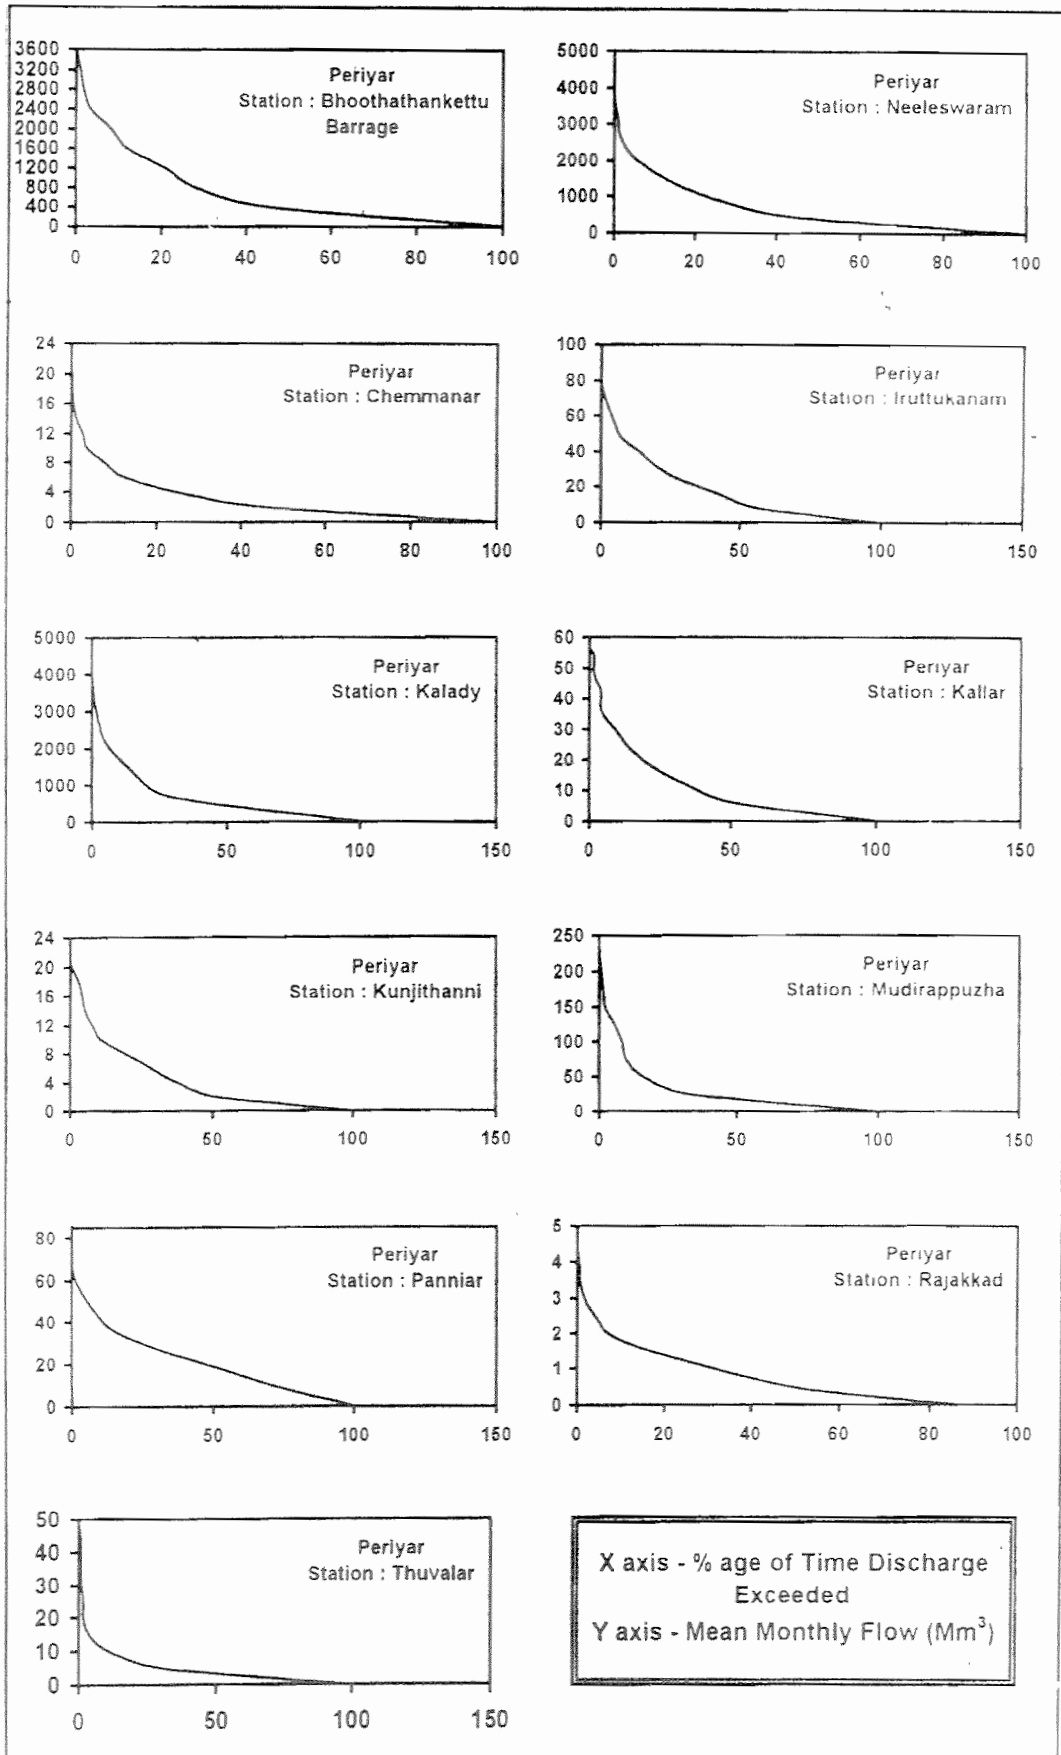 3600
3200
2800
2400
2000
1600
1200
800
400
0
0 20 40 60 80 100
Periyar
Station : Bhoothathankettu
Barrage
5000
4000
3000
2000
1000
0
0 20 40 60 80 100
Periyar
Station : Neeleswaram
24
20
16
12
8
4
0
0 20 40 60 80 100
Periyar
Station : Chemmanar
100
80
60
40
20
0
0 50 100 150
Periyar
Station : Iruttukanam
5000
4000
3000
2000
1000
0
0 50 100 150
Periyar
Station : Kalady
60
50
40
30
20
10
0
0 50 100 150
Periyar
Station : Kallar
24
20
16
12
8
4
0
0 50 100 150
Periyar
Station : Kunjithanni
250
200
150
100
50
0
0 50 100 150
Periyar
Station : Mudirappuzha
80
60
40
20
0
0 50 100 150
Periyar
Station : Panniar
5
4
3
2
1
0
0 20 40 60 80 100
Periyar
Station : Rajakkad
50
40
30
20
10
0
0 50 100 150
Periyar
Station : Thuvalar
X axis - % age of Time Discharge
Exceeded
Y axis - Mean Monthly Flow (Mm³)